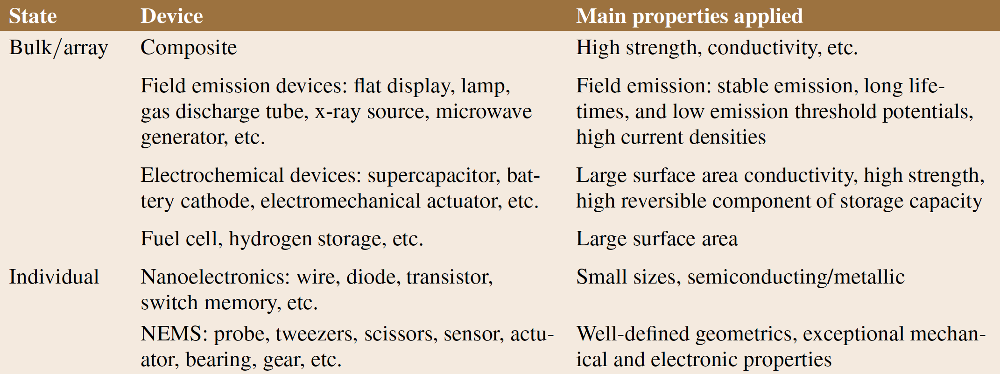 State Device Main properties applied
Bulk/array Composite High strength, conductivity, etc.
Field emission devices: flat display, lamp, Field emission: stable emission, long life-
gas discharge tube, x-ray source, microwave times, and low emission threshold potentials,
generator, etc. high current densities
Electrochemical devices: supercapacitor, bat- Large surface area conductivity, high strength,
tery cathode, electromechanical actuator, etc. high reversible component of storage capacity
Fuel cell, hydrogen storage, etc. Large surface area
Individual Nanoelectronics: wire, diode, transistor, Small sizes, semiconducting/metallic
switch memory, etc.
NEMS: probe, tweezers, scissors, sensor, actu- Well-defined geometrics, exceptional mechan-
ator, bearing, gear, etc. ical and electronic properties